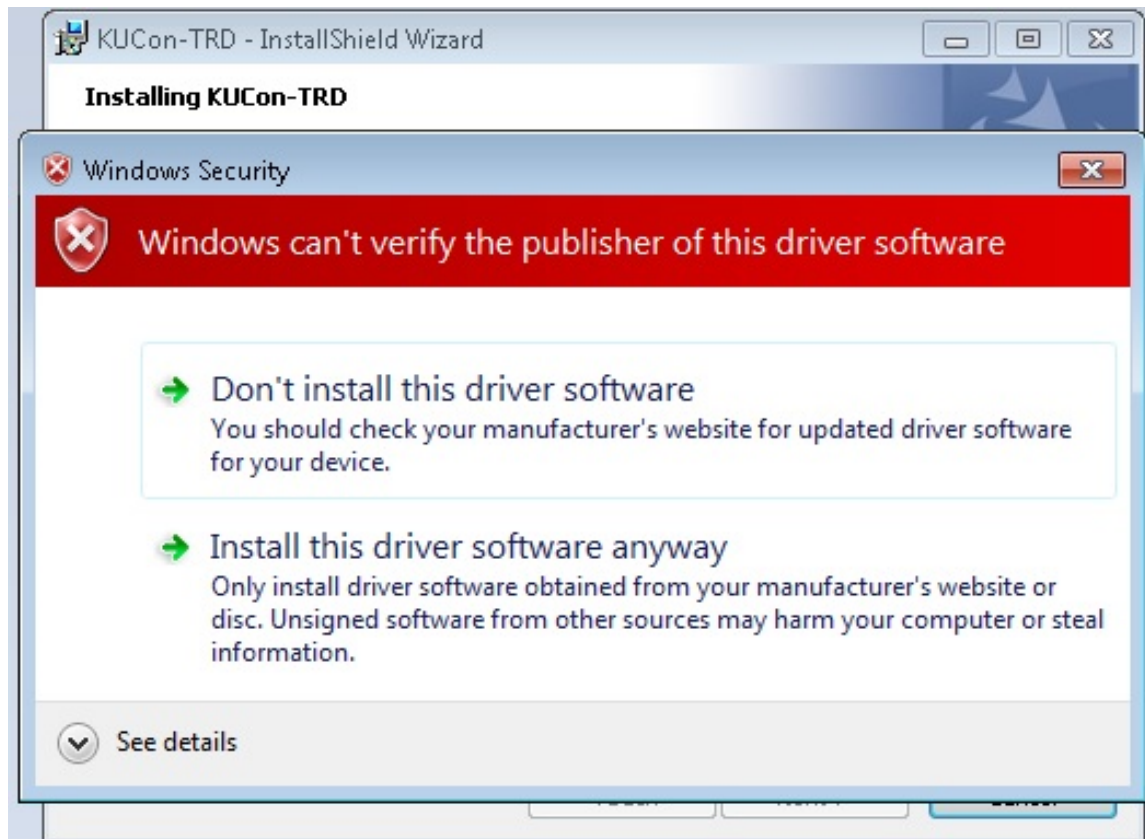 KUCon-TRD - InstallShield Wizard
Installing KUCon-TRD
Windows Security
Windows can't verify the publisher of this driver software
Don't install this driver software
You should check your manufacturer's website for updated driver software
for your device.
Install this driver software anyway
Only install driver software obtained from your manufacturer's website or
disc. Unsigned software from other sources may harm your computer or steal
information.
See details